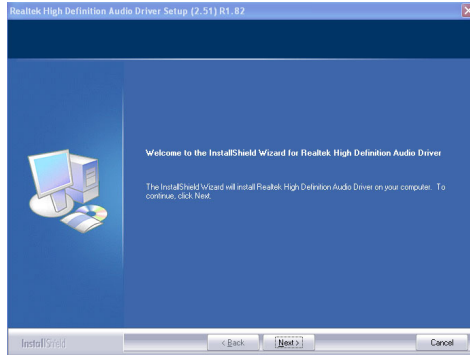 Realtek High Definition Audio Driver Setup (2.51) R1.82
Welcome to the InstallShield Wizard for Realtek High Definition Audio Driver
The InstallShield Wizard will install Realtek High Definition Audio Driver on your computer. To
continue, click Next.
InstallShield
< Back
Next >
Cancel